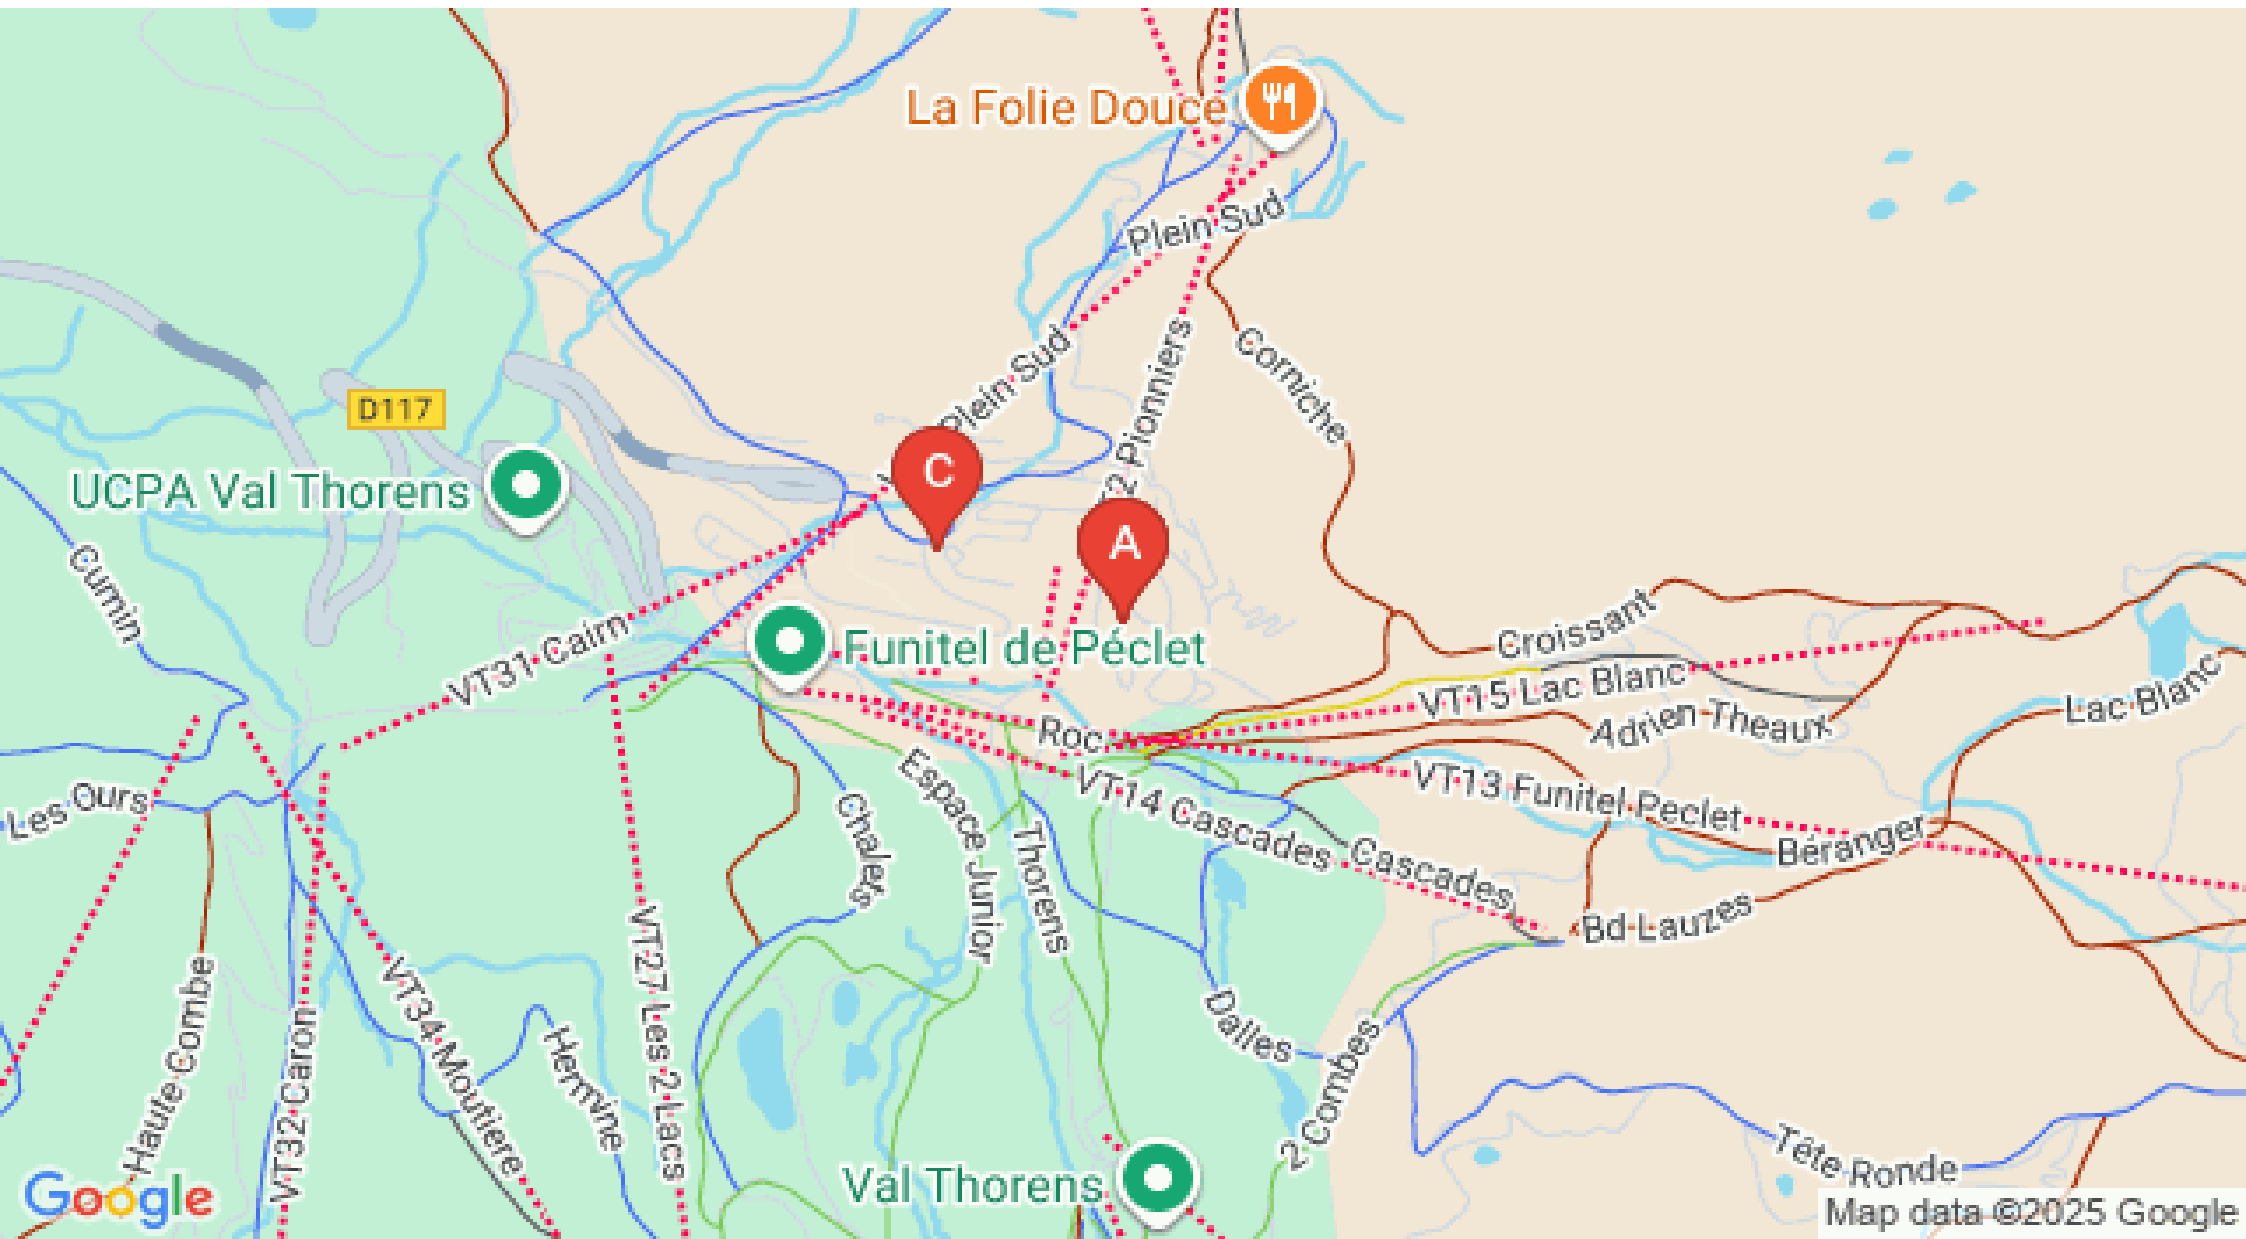 La Folie Douce
Plein Sud
Corniche
Plein Sud
Pionniers
D117
C
UCPA Val Thorens
A
Cumin
VT31 Cairn
Funitel de Péclet
Croissant
VT15 Lac Blanc
Lac Blanc
Roc
Adrien Theaux
VT13 Funitel Peclet
VT14 Cascades
Les Ours
Espace Junior
Chalets
Thorens
Cascades
Béranger
Bd Lauzes
VT27 Les 2 Lacs
VT34 Moutiere
Haute Combe
VT32 Caron
Hermine
Dalles
2 Combes
Tête Ronde
Val Thorens
Google
Map data ©2025 Google